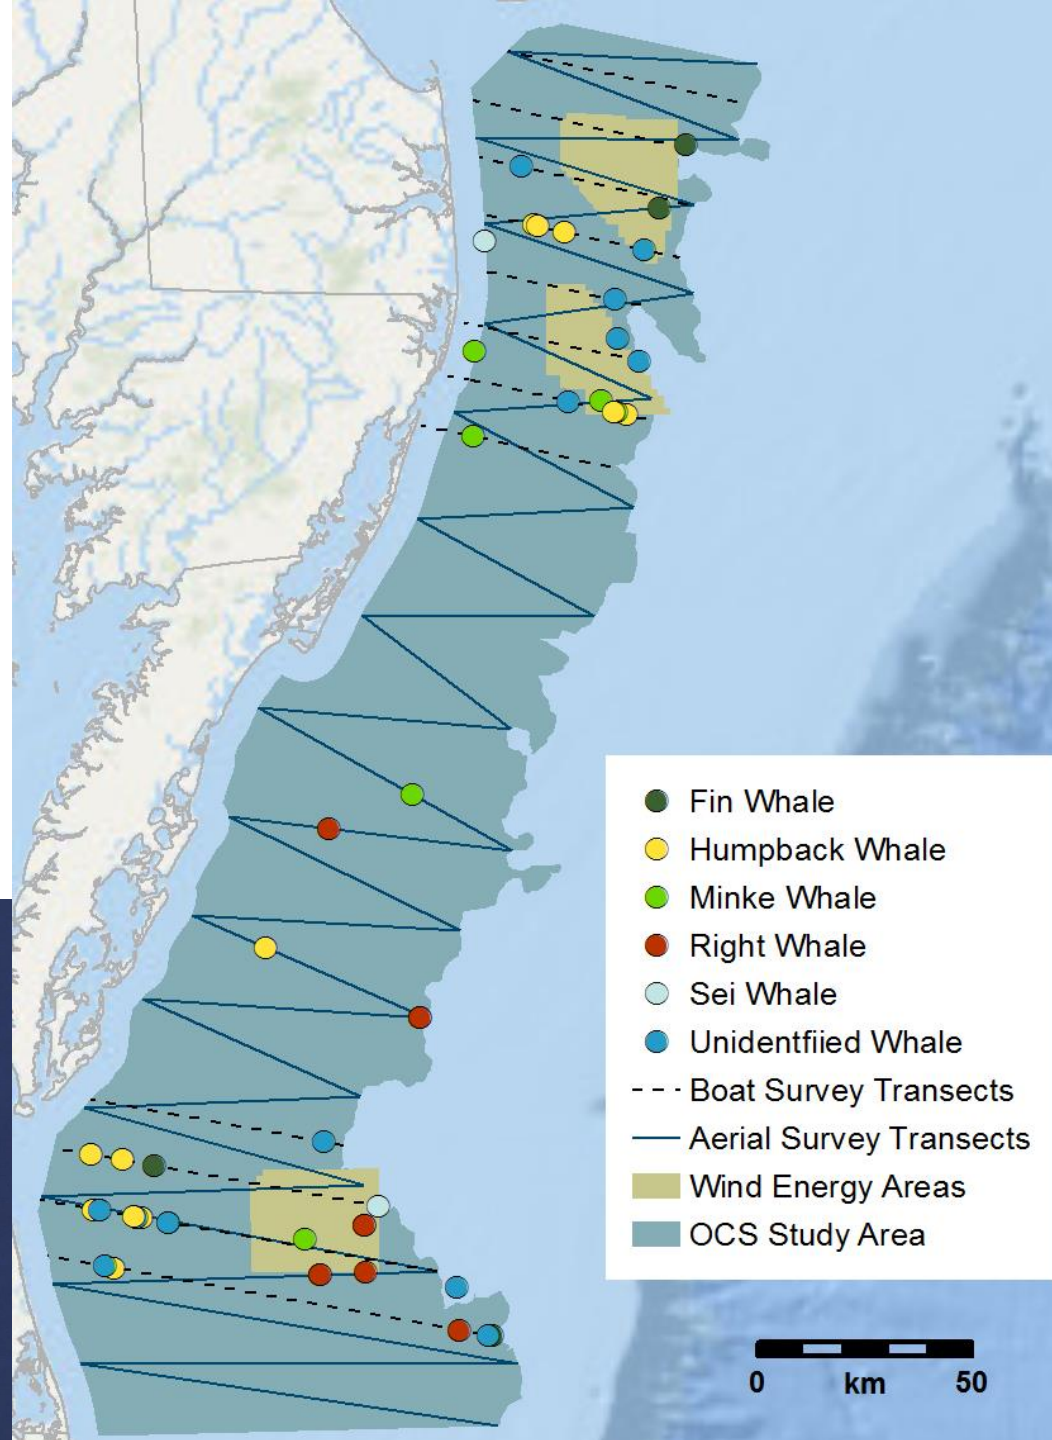 Fin Whale
Humpback Whale
Minke Whale
Right Whale
Sei Whale
Unidentfiied Whale
Boat Survey Transects
Aerial Survey Transects
Wind Energy Areas
OCS Study Area
0 km 50